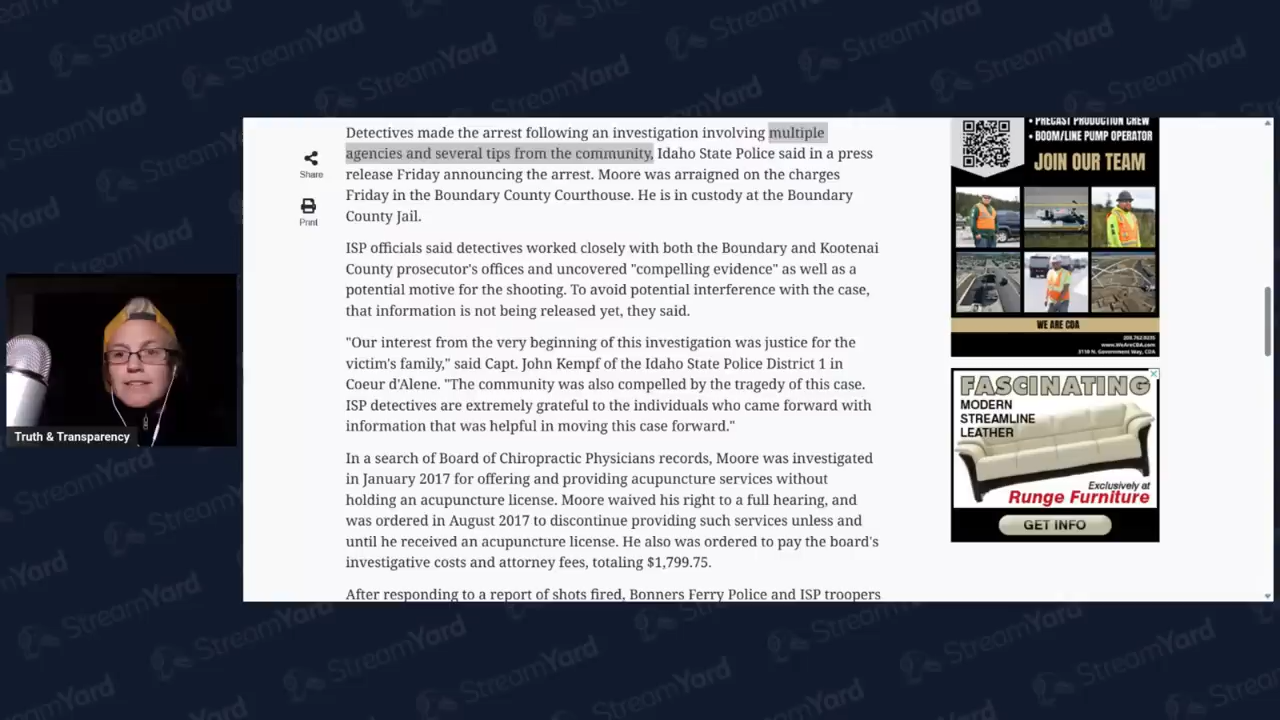 Detectives made the arrest following an investigation involving multiple
agencies and several tips from the community, Idaho State Police said in a press
release Friday announcing the arrest. Moore was arraigned on the charges
Friday in the Boundary County Courthouse. He is in custody at the Boundary
County Jail.
Share
Print
ISP officials said detectives worked closely with both the Boundary and Kootenai
County prosecutor's offices and uncovered "compelling evidence" as well as a
potential motive for the shooting. To avoid potential interference with the case,
that information is not being released yet, they said.
"Our interest from the very beginning of this investigation was justice for the
victim's family," said Capt. John Kempf of the Idaho State Police District 1 in
Coeur d'Alene. "The community was also compelled by the tragedy of this case.
ISP detectives are extremely grateful to the individuals who came forward with
information that was helpful in moving this case forward."
In a search of Board of Chiropractic Physicians records, Moore was investigated
in January 2017 for offering and providing acupuncture services without
holding an acupuncture license. Moore waived his right to a full hearing, and
was ordered in August 2017 to discontinue providing such services unless and
until he received an acupuncture license. He also was ordered to pay the board's
investigative costs and attorney fees, totaling $1,799.75.
After responding to a report of shots fired, Bonners Ferry Police and ISP troopers
Truth & Transparency
• PRECAST PRODUCTION CREW
• BOOM/LINE PUMP OPERATOR
JOIN OUR TEAM
WE ARE CDA
www.WeAreCDA.com
FASCINATING
MODERN
STREAMLINE
LEATHER
Exclusively at
Runge Furniture
GET INFO
StreamYard